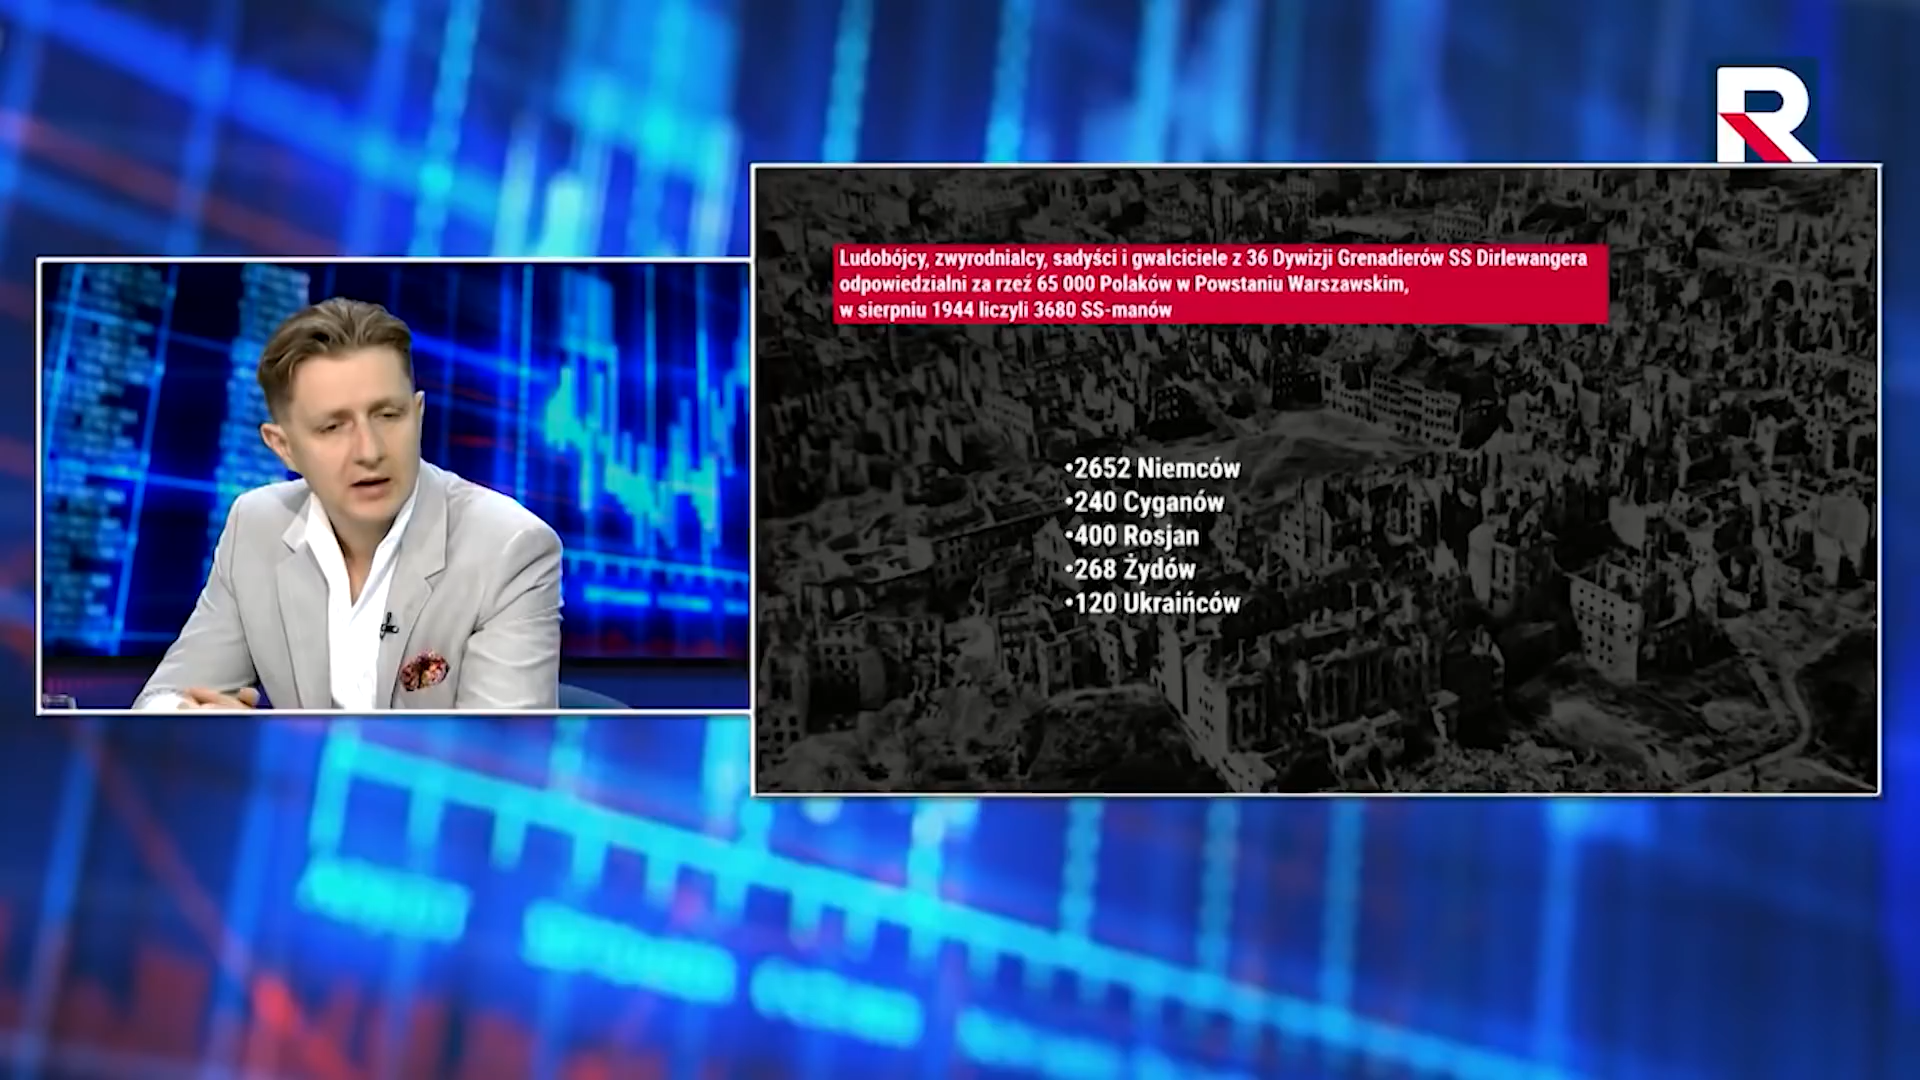 R
Ludobójcy, zwyrodnialcy, sadyści i gwałciciele z 36 Dywizji Grenadierów SS Dirlewangera
odpowiedzialni za rzeź 65 000 Polaków w Powstaniu Warszawskim,
w sierpniu 1944 liczyli 3680 SS-manów
•2652 Niemców
•240 Cyganów
•400 Rosjan
•268 Żydów
•120 Ukraińców